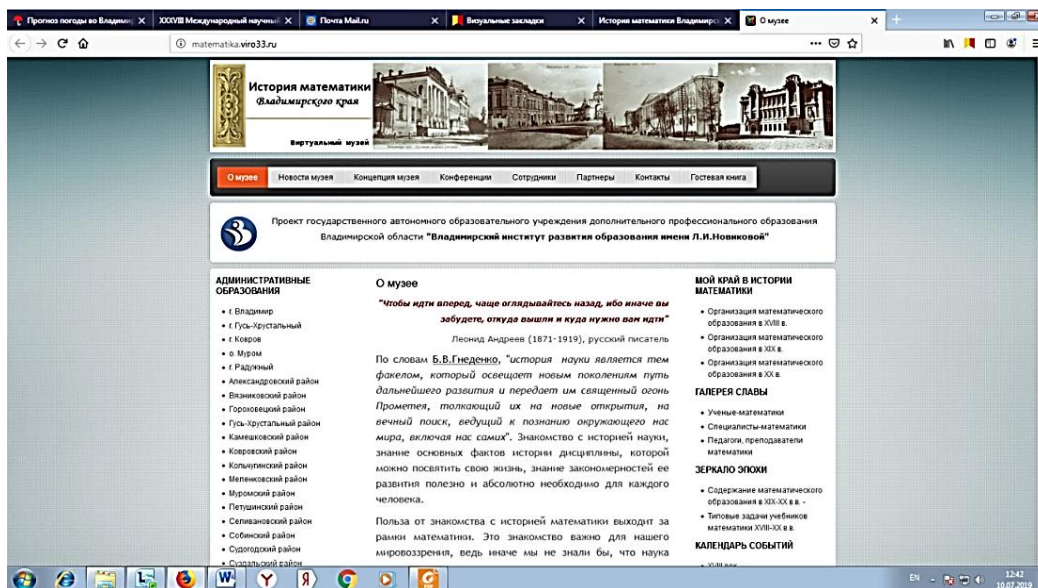 Прогноз погоды во Владими
XXXVIII Международный научны
Почта Mail.ru
Визуальные закладки
История математики Владимирс
О музее
matematika.viro33.ru
История математики
Владимирского края
Виртуальный музей
О музее
Новости музея
Концепция музея
Конференции
Сотрудники
Партнеры
Контакты
Гостевая книга
Проект государственного автономного образовательного учреждения дополнительного профессионального образования
Владимирской области "Владимирский институт развития образования имени Л.И.Новиковой"
АДМИНИСТРАТИВНЫЕ
ОБРАЗОВАНИЯ
г. Владимир
г. Гусь-Хрустальный
г. Ковров
о. Муром
г. Радужный
Александровский район
Вязниковский район
Гороховецкий район
Гусь-Хрустальный район
Камешковский район
Ковровский район
Кольчугинский район
Меленковский район
Муромский район
Петушинский район
Селивановский район
Собинский район
Судогодский район
Суздальский район
О музее
"Чтобы идти вперед, чаще оглядывайтесь назад, ибо иначе вы
забудете, откуда вышли и куда нужно вам идти"
Леонид Андреев (1871-1919), русский писатель
По словам Б.В.Гнеденко, "история науки является тем
факелом, который освещает новым поколениям путь
дальнейшего развития и передает им священный огонь
Прометея, толкающий их на новые открытия, на
вечный поиск, ведущий к познанию окружающего нас
мира, включая нас самих". Знакомство с историей науки,
знание основных фактов истории дисциплины, которой
можно посвятить свою жизнь, знание закономерностей ее
развития полезно и абсолютно необходимо для каждого
человека.
Польза от знакомства с историей математики выходит за
рамки математики. Это знакомство важно для нашего
мировоззрения, ведь иначе мы не знали бы, что наука
МОЙ КРАЙ В ИСТОРИИ
МАТЕМАТИКИ
Организация математического
образования в XVIII в.
Организация математического
образования в XIX в.
Организация математического
образования в XX в.
ГАЛЕРЕЯ СЛАВЫ
Ученые-математики
Специалисты-математики
Педагоги, преподаватели
математики
ЗЕРКАЛО ЭПОХИ
Содержание математического
образования в XIX-XX в.в. -
Типовые задачи учебников
математики XVIII-XX в.в.
КАЛЕНДАРЬ СОБЫТИЙ
XVIII век
EN
12:42
10.07.2019